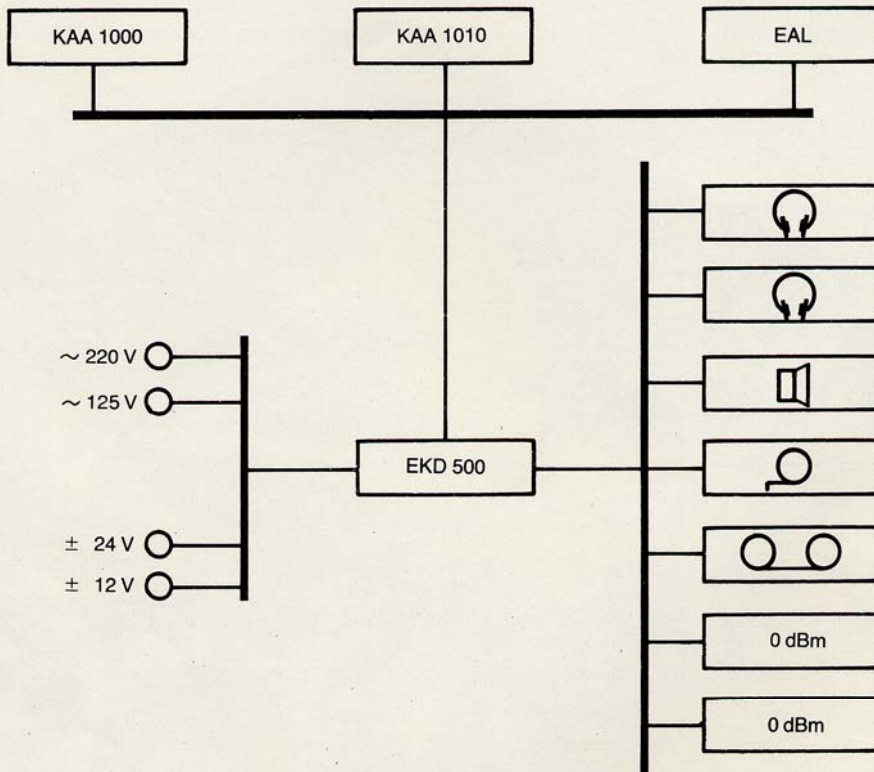 KAA 1000
KAA 1010
EAL
~ 220 V
~ 125 V
EKD 500
± 24 V
± 12 V
0 dBm
0 dBm